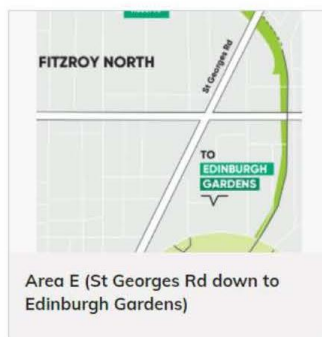 FITZROY NORTH
St Georges Rd
TO
EDINBURGH
GARDENS
Area E (St Georges Rd down to
Edinburgh Gardens)